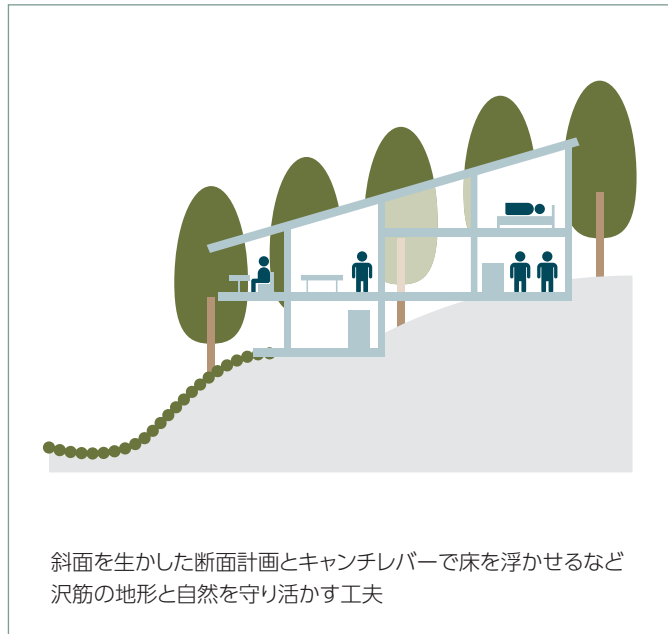 斜面を生かした断面計画とキャンチレバーで床を浮かせるなど
沢筋の地形と自然を守り活かす工夫